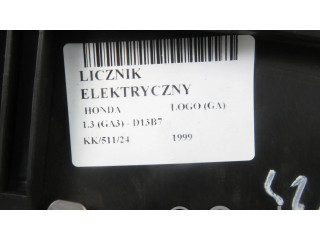 LICZNIK
ELEKTRYCZNY
HONDA LOGO (GA)
1.3 (GA3) - D13B7
KK/511/24 1999